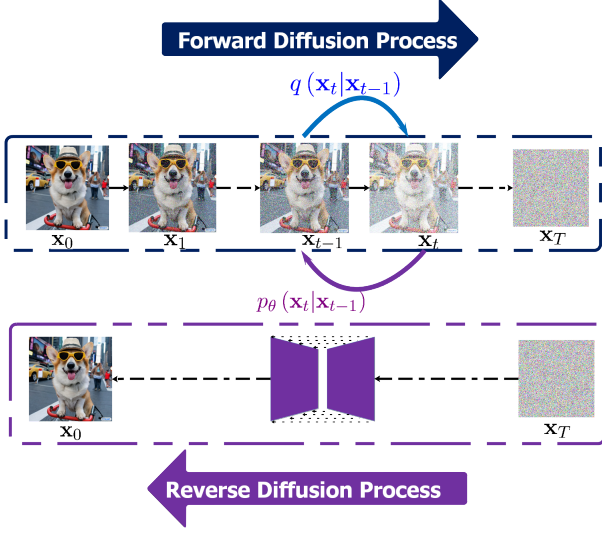 Forward Diffusion Process
q (x_t|x_{t−1})
x_0 x_1 x_{t−1} x_t x_T
p_θ (x_t|x_{t−1})
x_0 x_T
Reverse Diffusion Process